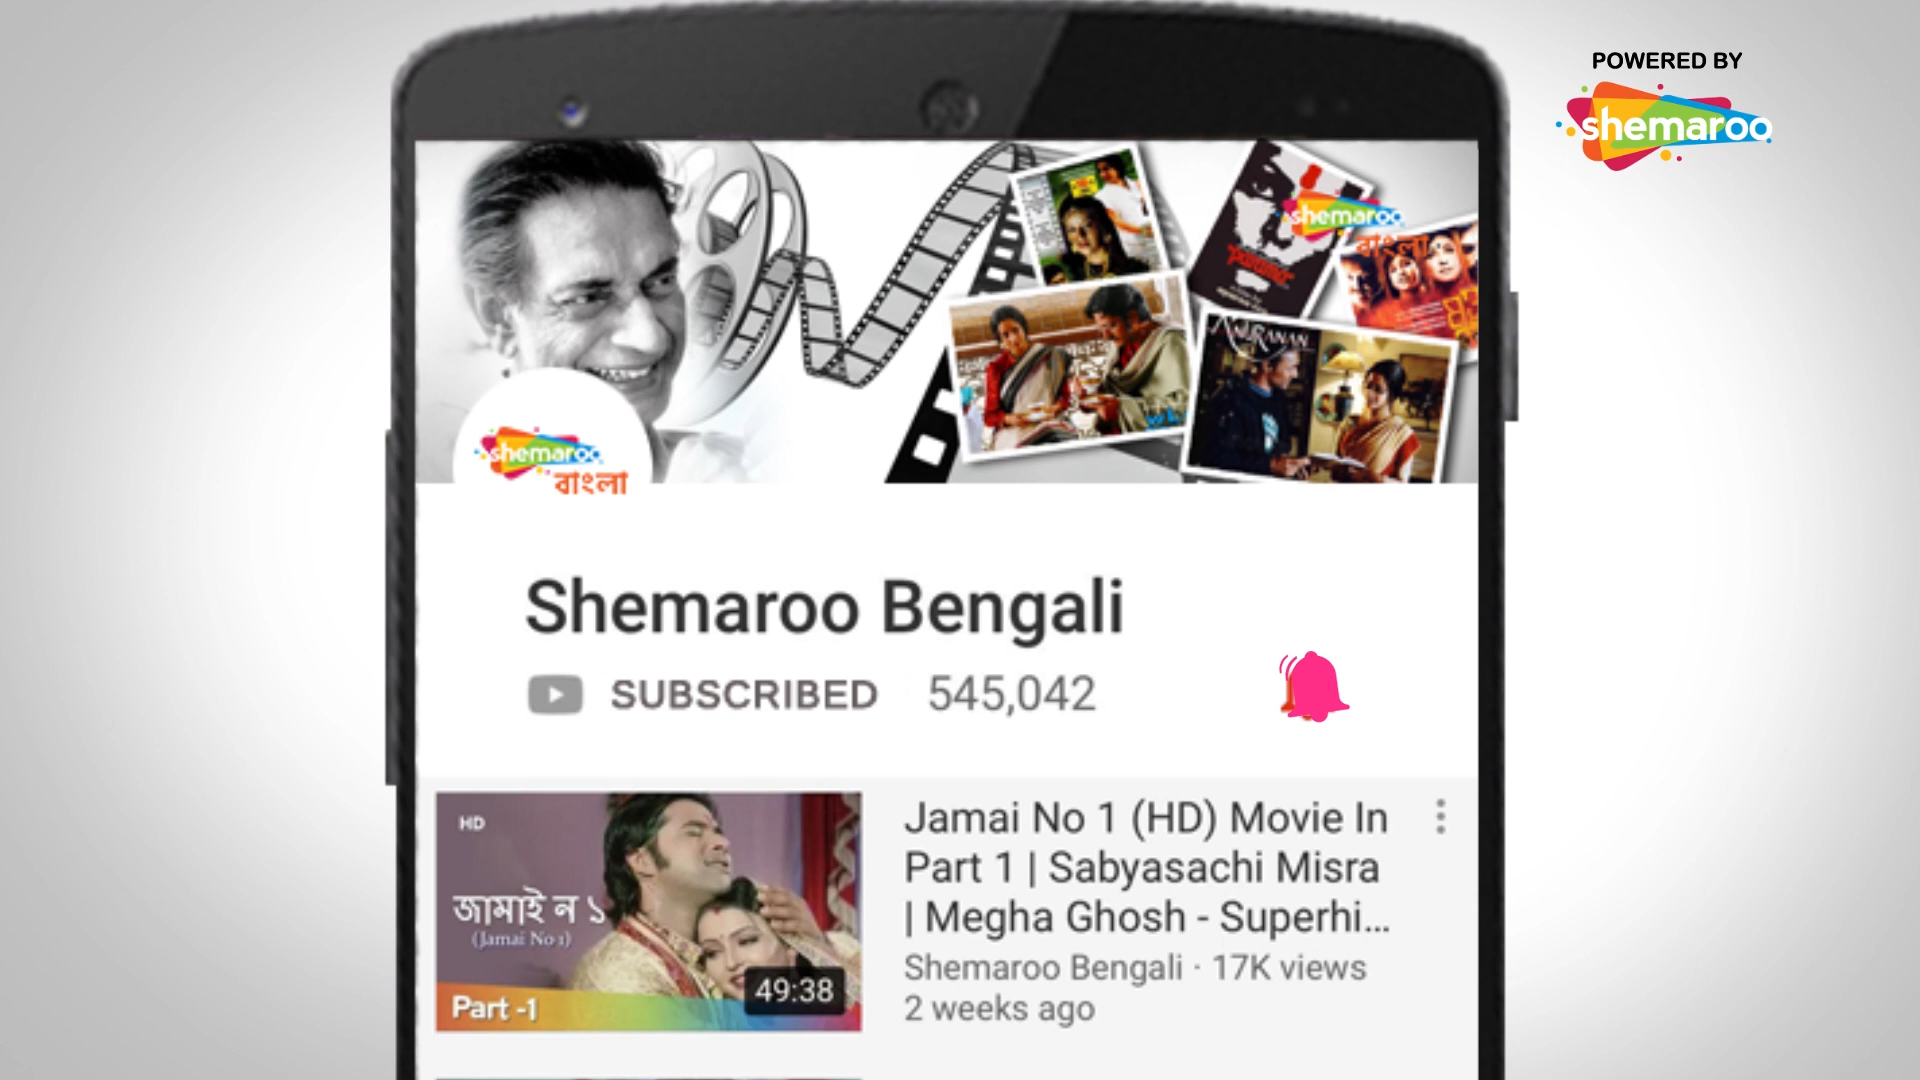 POWERED BY
shemaroo
shemaroo
বাংলা
ANURANAN
shemaroo
বাংলা
Shemaroo Bengali
SUBSCRIBED 545,042
HD
জামাই ন ১
(Jamai No 1)
Part -1
49:38
Jamai No 1 (HD) Movie In
Part 1 | Sabyasachi Misra
| Megha Ghosh - Superhi...
Shemaroo Bengali · 17K views
2 weeks ago